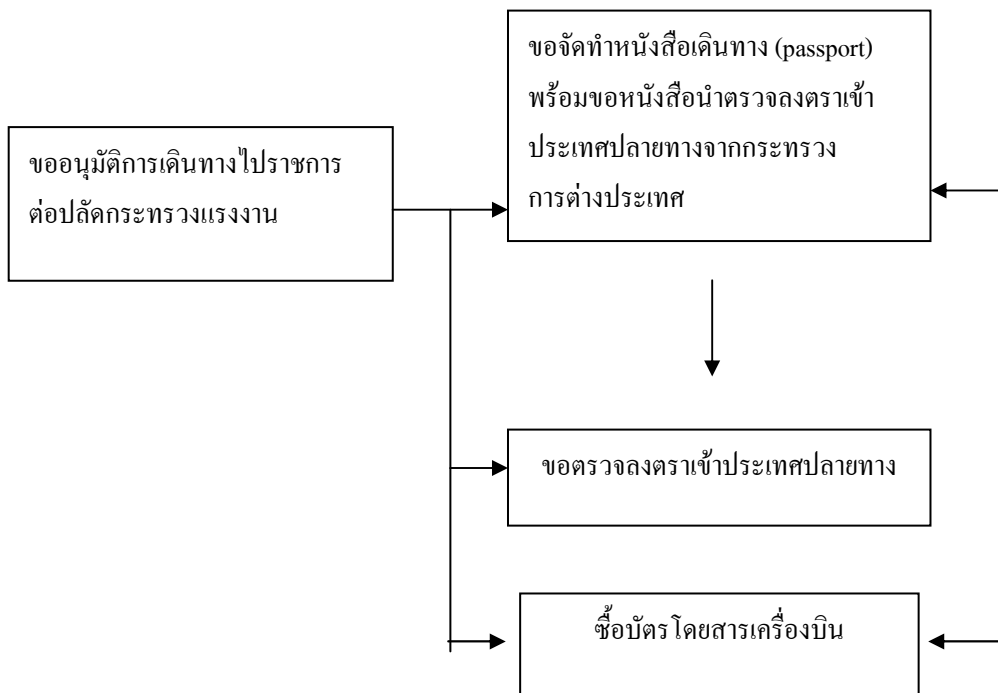 ขอจัดทำหนังสือเดินทาง (passport)
พร้อมขอหนังสือนำตรวจลงตราเข้า
ประเทศปลายทางจากกระทรวง
การต่างประเทศ
ขออนุมัติการเดินทางไปราชการ
ต่อปลัดกระทรวงแรงงาน
ขอตรวจลงตราเข้าประเทศปลายทาง
ซื้อบัตรโดยสารเครื่องบิน